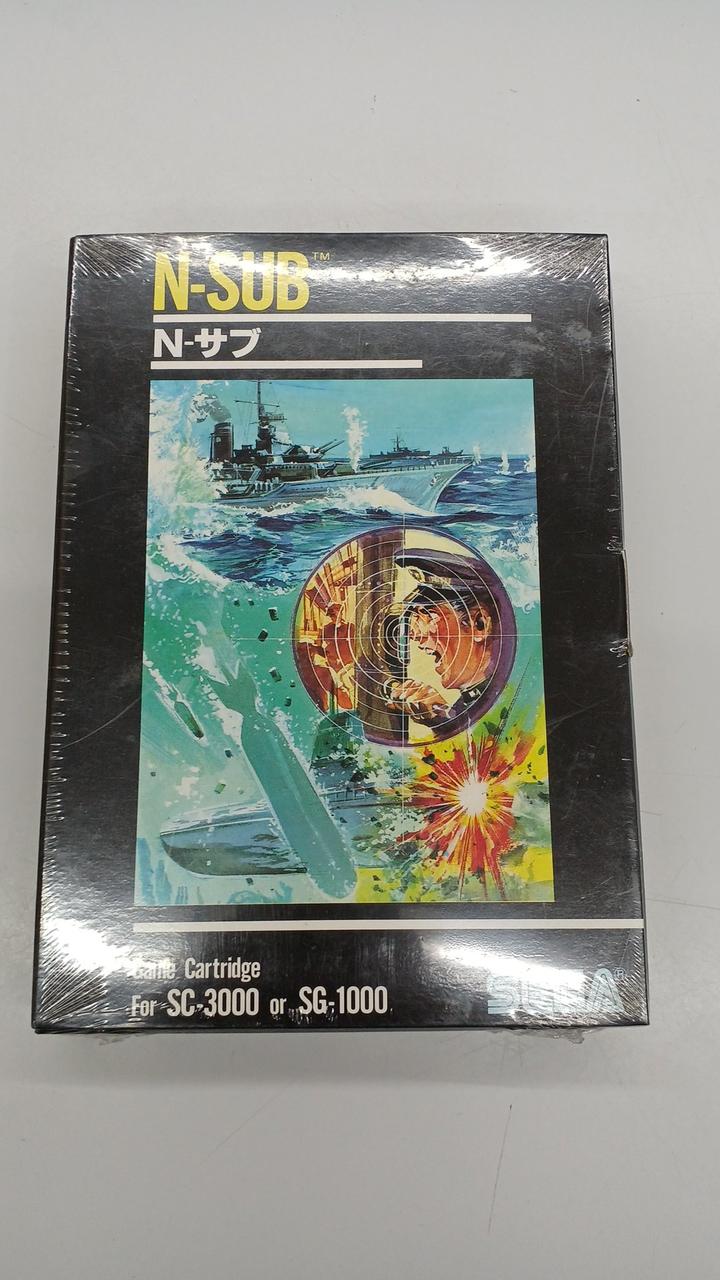 N-SUB™
N-サブ
Game Cartridge
For SC-3000 or SG-1000
SEGA®